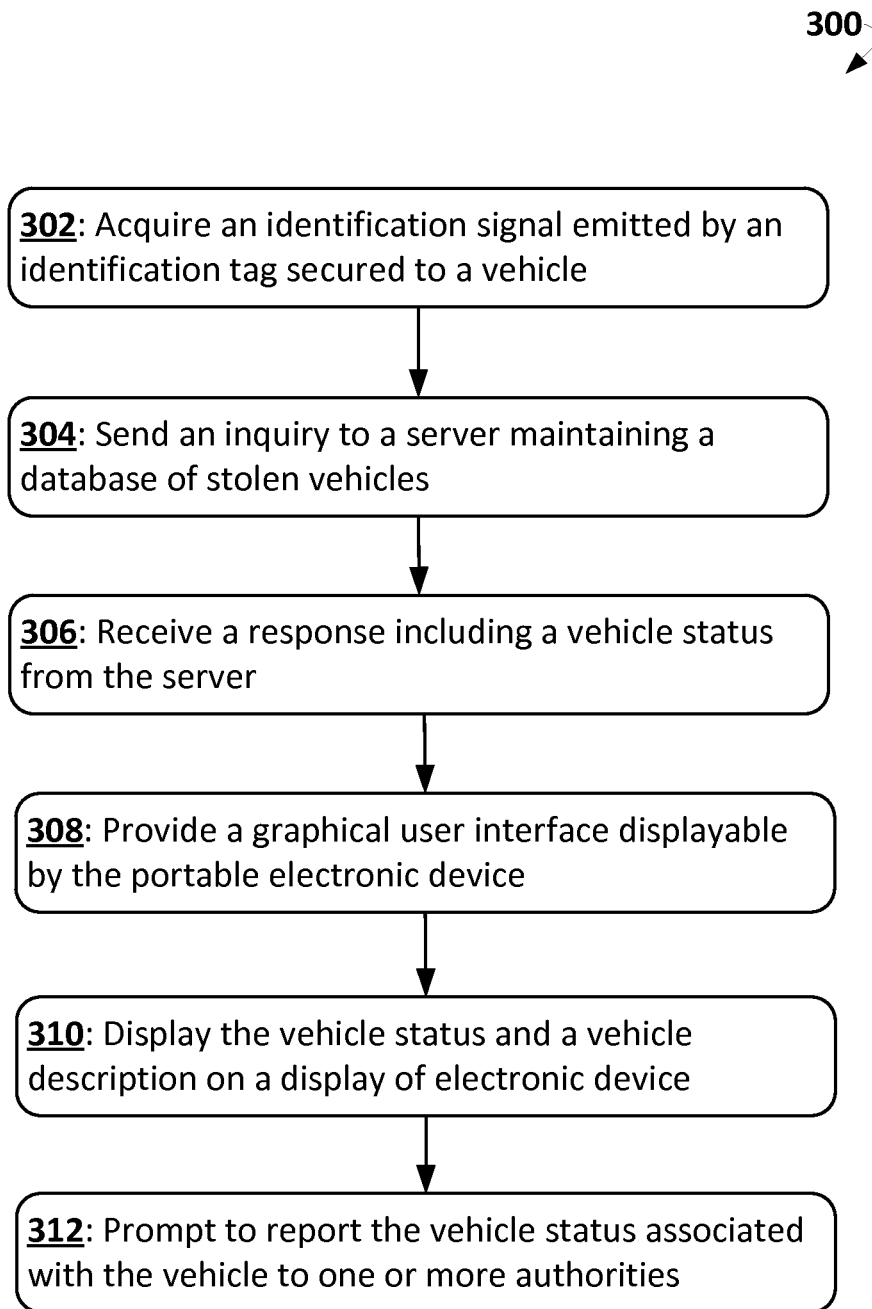 300
302: Acquire an identification signal emitted by an
identification tag secured to a vehicle
304: Send an inquiry to a server maintaining a
database of stolen vehicles
306: Receive a response including a vehicle status
from the server
308: Provide a graphical user interface displayable
by the portable electronic device
310: Display the vehicle status and a vehicle
description on a display of electronic device
312: Prompt to report the vehicle status associated
with the vehicle to one or more authorities